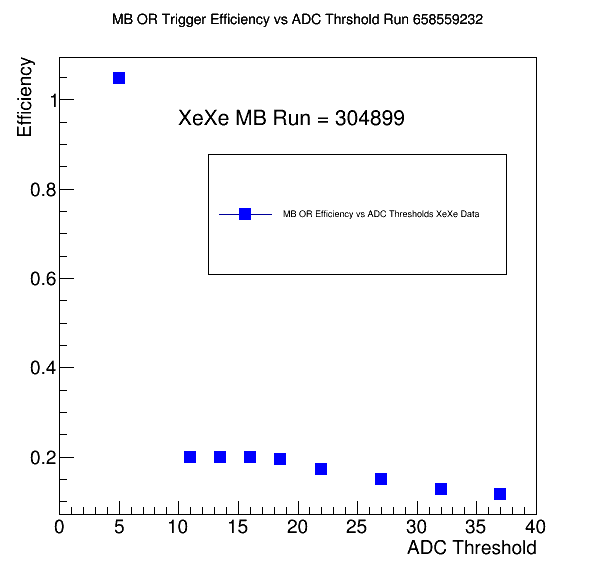 MB OR Trigger Efficiency vs ADC Thrshold Run 658559232
Efficiency
1
0.8
0.6
0.4
0.2
XeXe MB Run = 304899
MB OR Efficiency vs ADC Thresholds XeXe Data
0 5 10 15 20 25 30 35 40
ADC Threshold